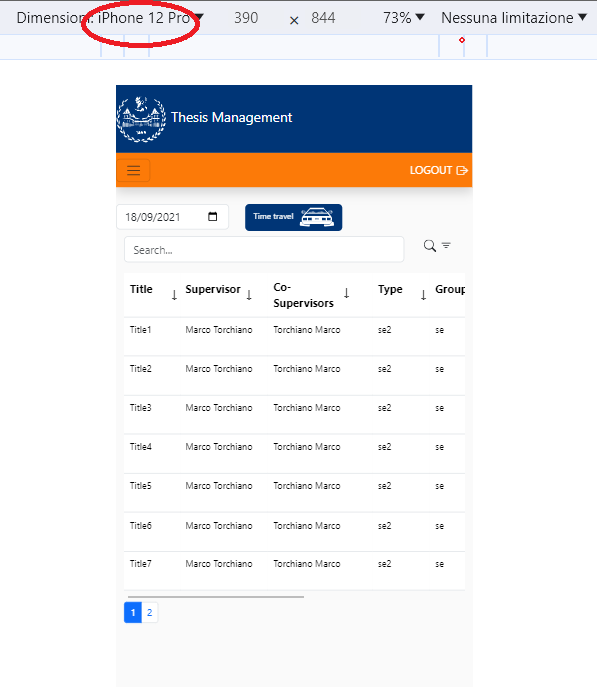 Dimensioni: iPhone 12 Pro 390 × 844 73% Nessuna limitazione
Thesis Management
LOGOUT
18/09/2021 Time travel
Search...
Title Supervisor Co-Supervisors Type Group
Title1 Marco Torchiano Torchiano Marco se2 se
Title2 Marco Torchiano Torchiano Marco se2 se
Title3 Marco Torchiano Torchiano Marco se2 se
Title4 Marco Torchiano Torchiano Marco se2 se
Title5 Marco Torchiano Torchiano Marco se2 se
Title6 Marco Torchiano Torchiano Marco se2 se
Title7 Marco Torchiano Torchiano Marco se2 se
1 2